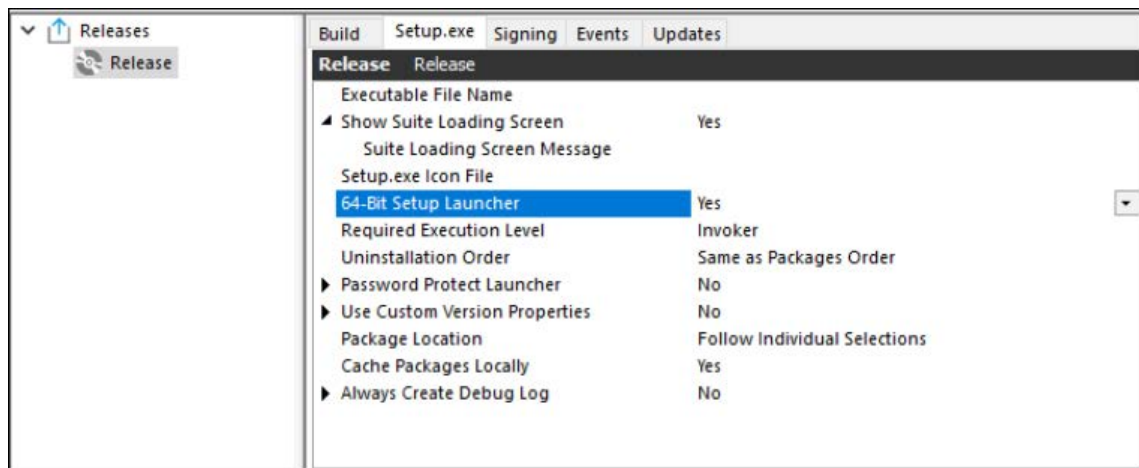 Releases
Release
Build Setup.exe Signing Events Updates
Release Release
Executable File Name
Show Suite Loading Screen Yes
Suite Loading Screen Message
Setup.exe Icon File
64-Bit Setup Launcher Yes
Required Execution Level Invoker
Uninstallation Order Same as Packages Order
Password Protect Launcher No
Use Custom Version Properties No
Package Location Follow Individual Selections
Cache Packages Locally Yes
Always Create Debug Log No